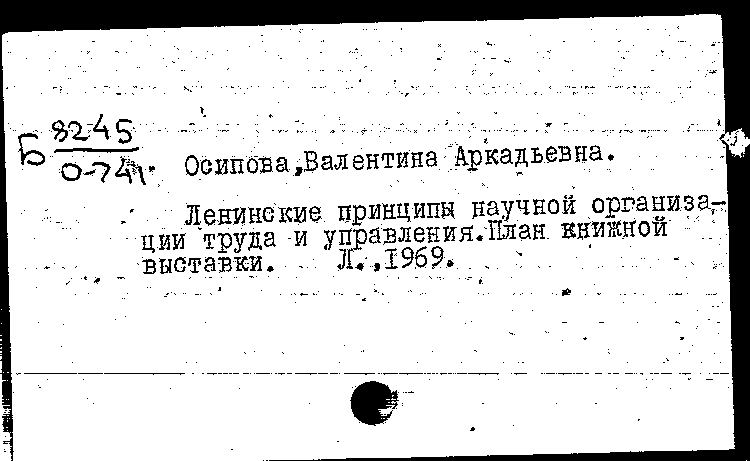 Б 8245
О-741.
Осипова,Валентина Аркадьевна.
Ленинские принципы научной организа-
ции труда и управления.План книжной
выставки. Л.,1969.